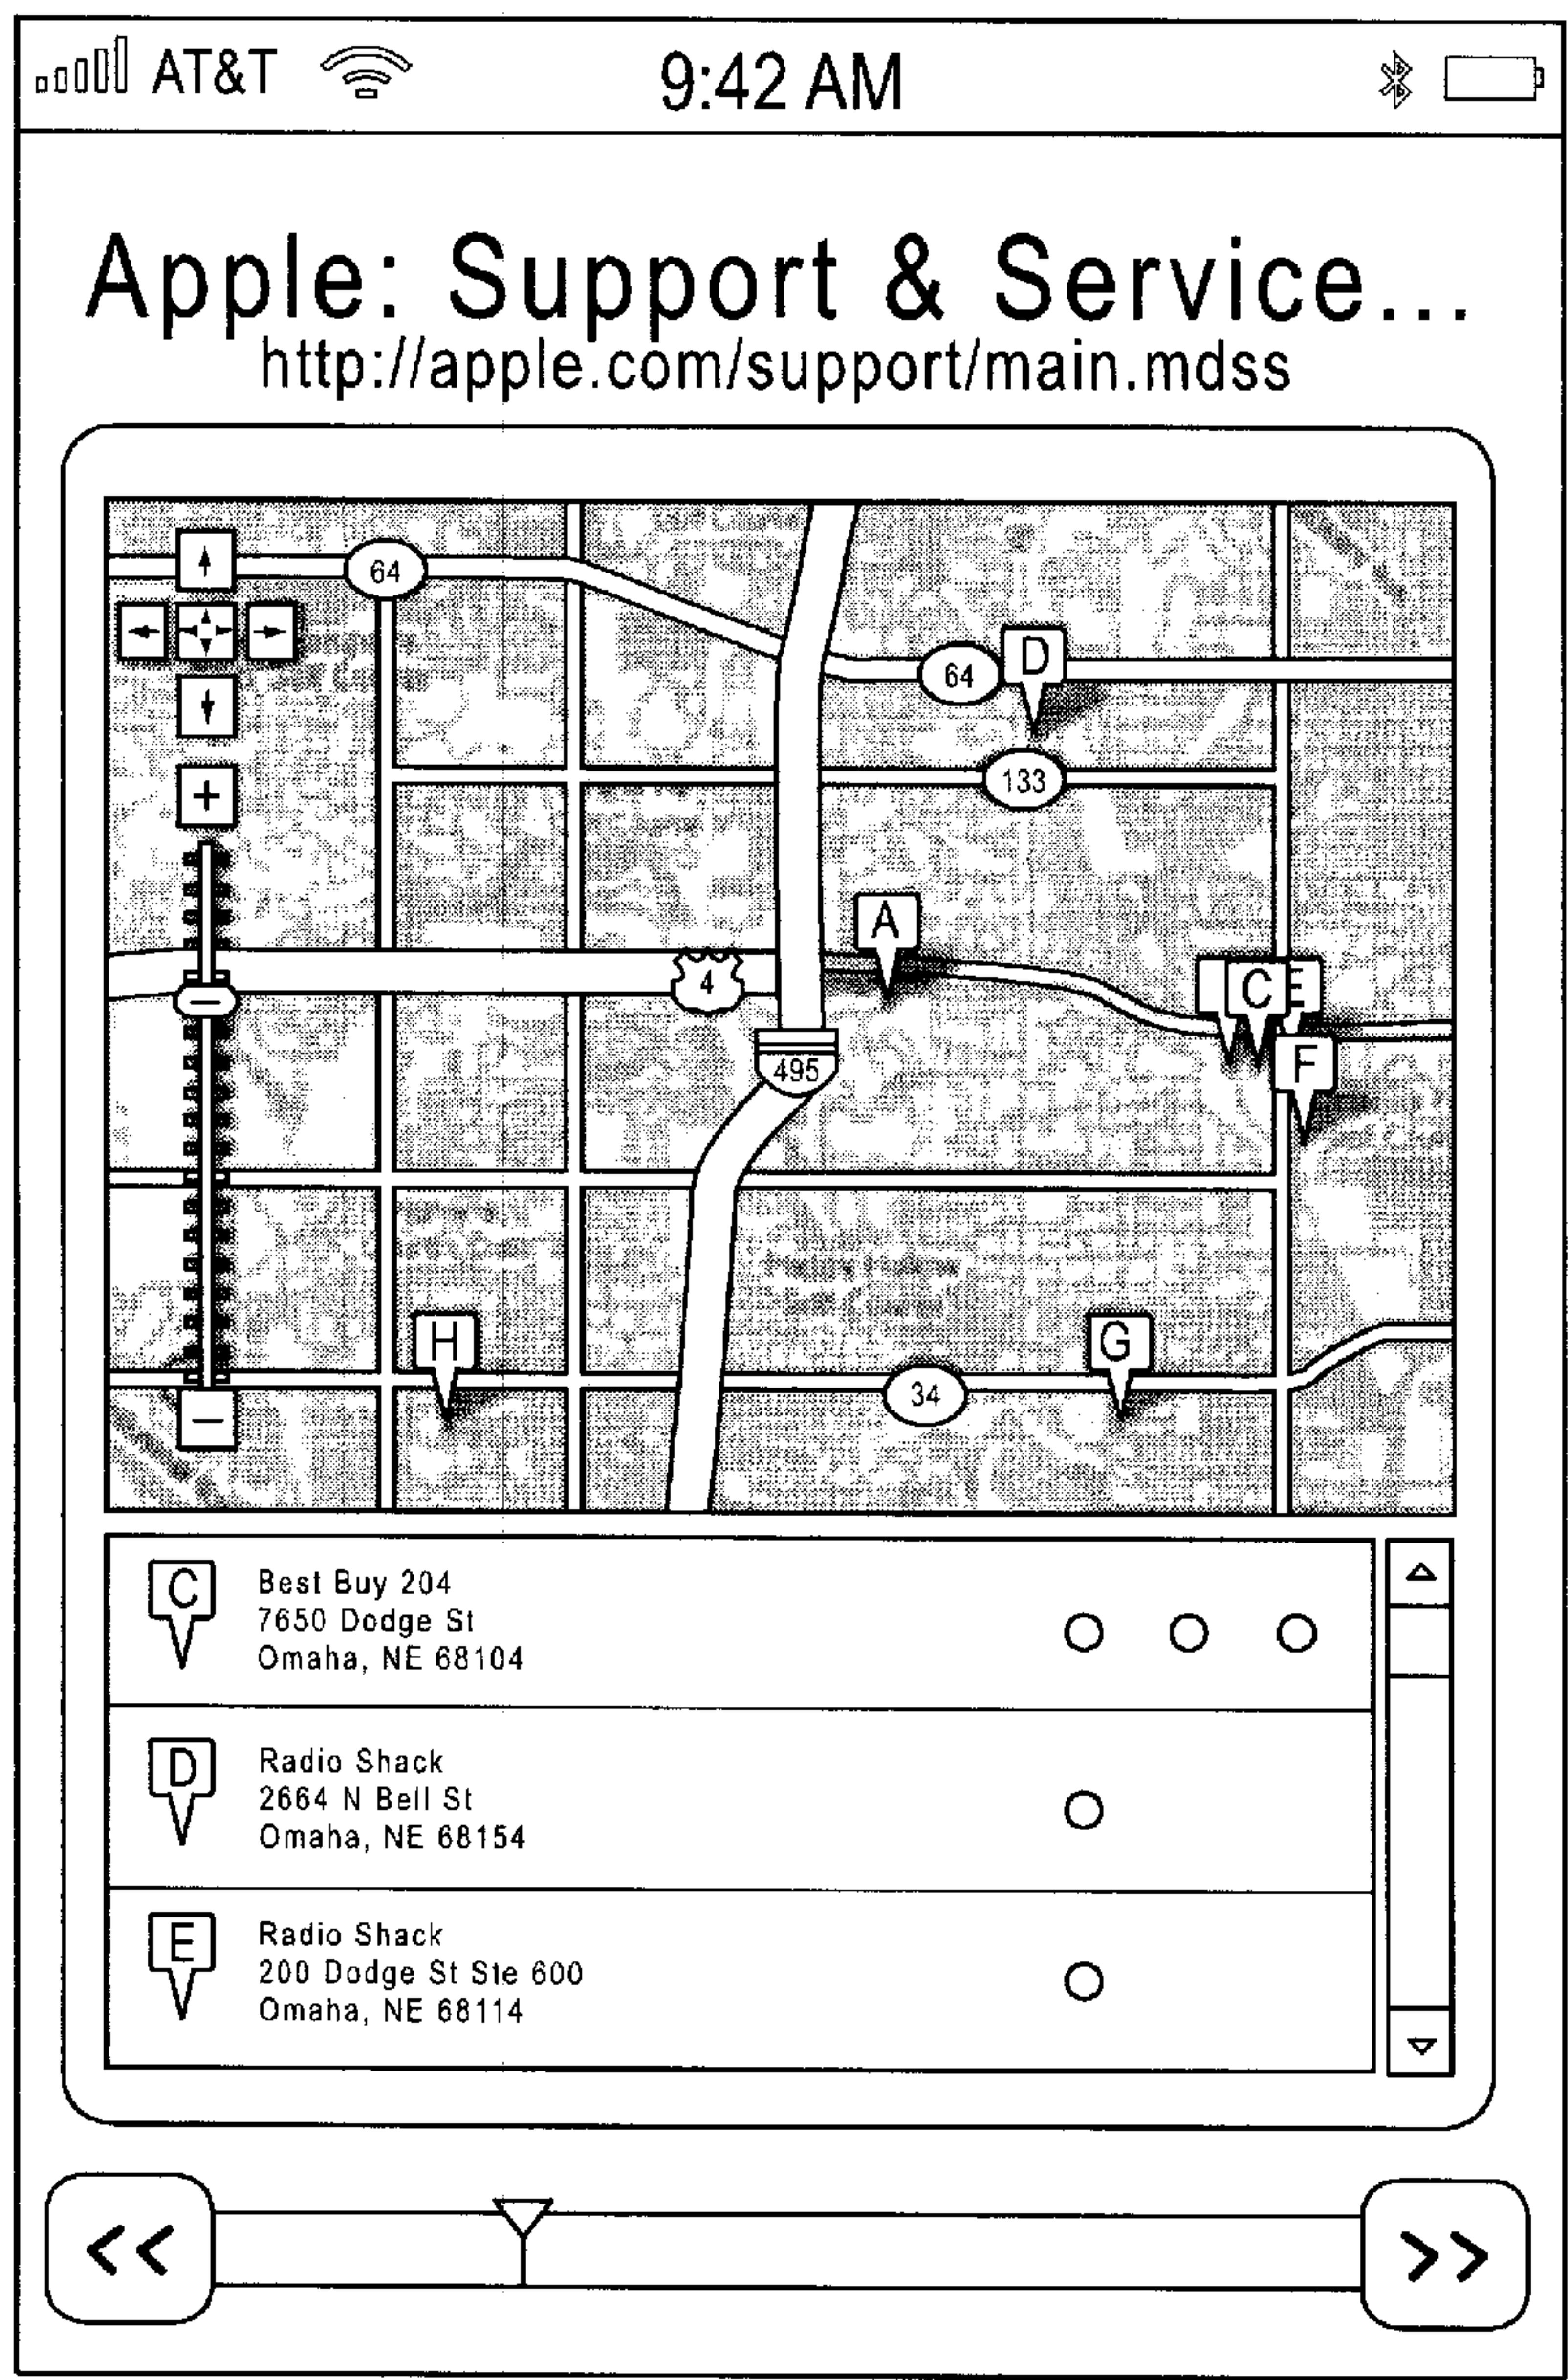 AT&T 9:42 AM
Apple: Support & Service...
http://apple.com/support/main.mdss
64
64 D
133
A
4
C E
495
F
H
G
34
C
Best Buy 204
7650 Dodge St
Omaha, NE 68104
D
Radio Shack
2664 N Bell St
Omaha, NE 68154
E
Radio Shack
200 Dodge St Ste 600
Omaha, NE 68114
<< >>